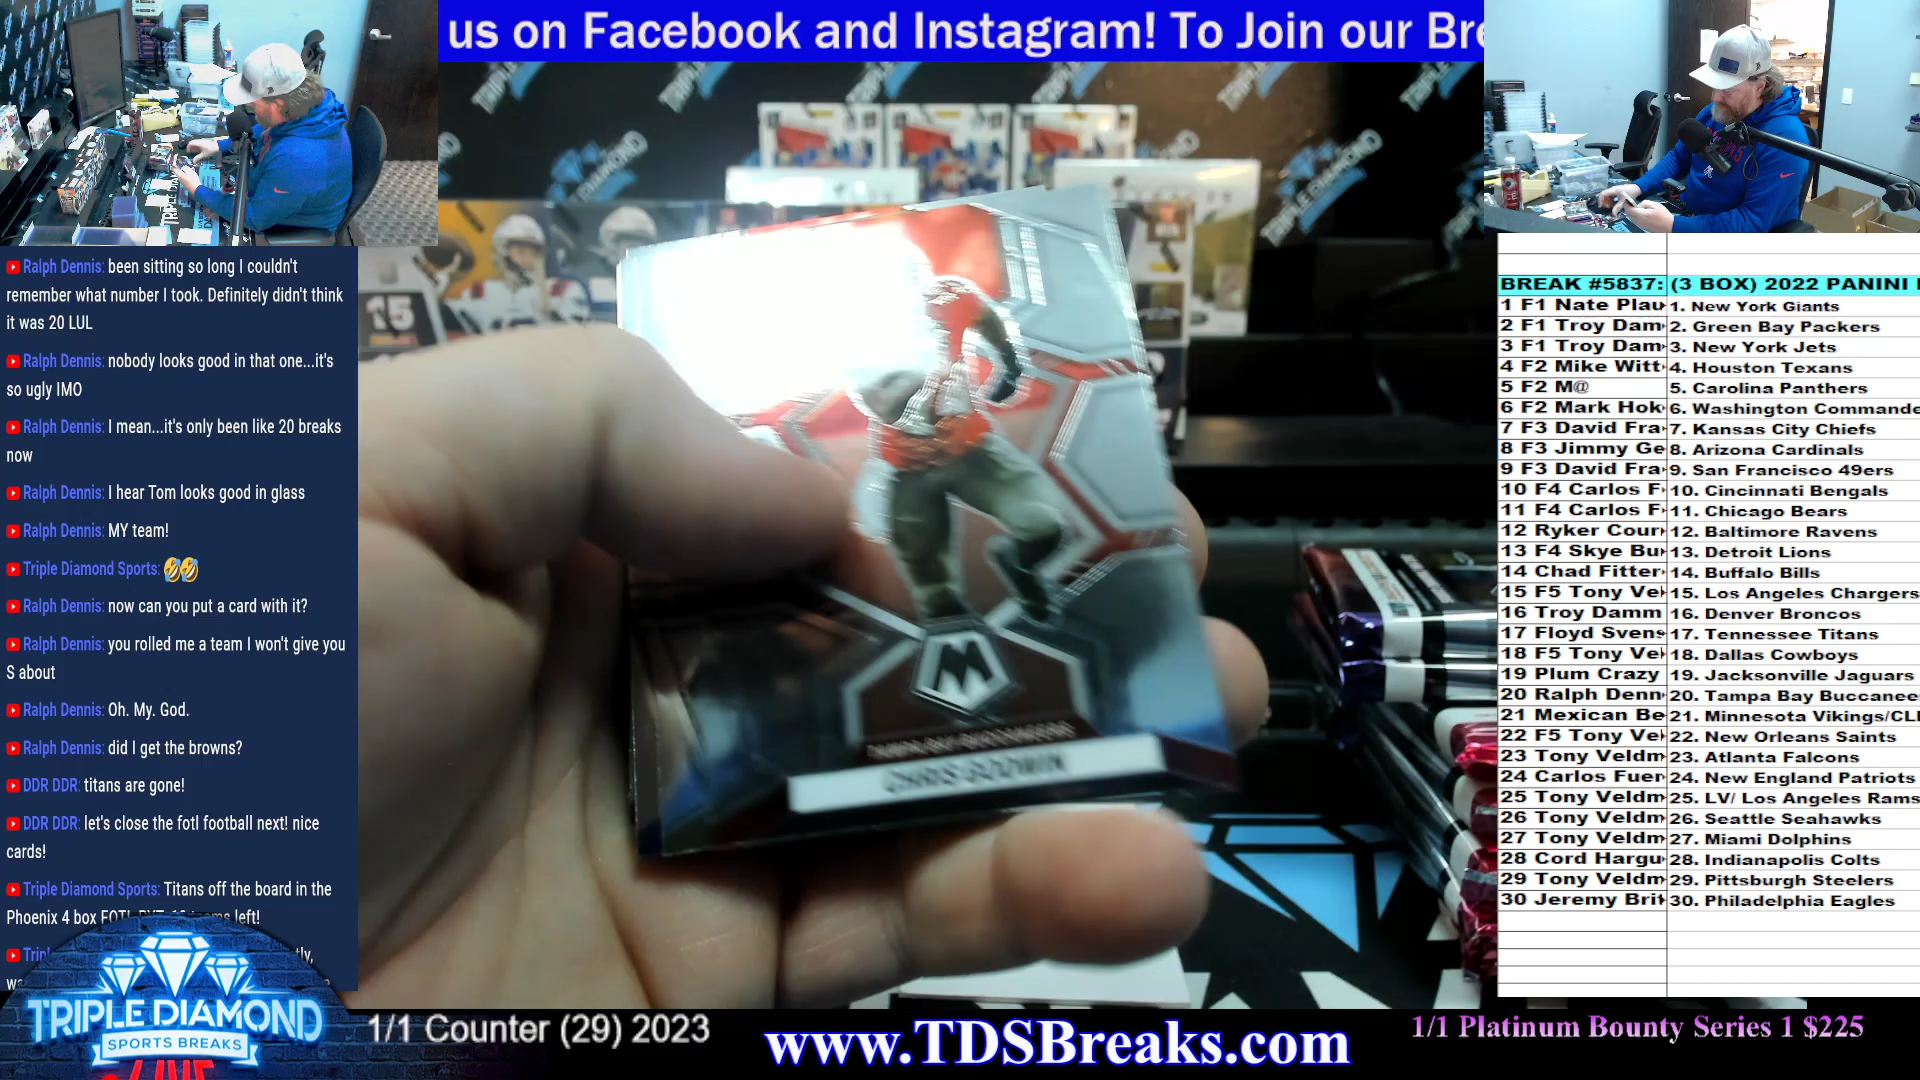 us on Facebook and Instagram! To Join our Bre
Ralph Dennis: been sitting so long I couldn't
remember what number I took. Definitely didn't think
it was 20 LUL
Ralph Dennis: nobody looks good in that one...it's
so ugly IMO
Ralph Dennis: I mean...it's only been like 20 breaks
now
Ralph Dennis: I hear Tom looks good in glass
Ralph Dennis: MY team!
Triple Diamond Sports: 🤣🤣
Ralph Dennis: now can you put a card with it?
Ralph Dennis: you rolled me a team I won't give you
S about
Ralph Dennis: Oh. My. God.
Ralph Dennis: did I get the browns?
DDR DDR: titans are gone!
DDR DDR: let's close the fotl football next! nice
cards!
Triple Diamond Sports: Titans off the board in the
Phoenix 4 box left!
TRIPLE DIAMOND
SPORTS BREAKS
LIVE
15
TAMPA BAY BUCCANEERS
CHRIS GODWIN
BREAK #5837: (3 BOX) 2022 PANINI
1 F1 Nate Plau 1. New York Giants
2 F1 Troy Dam 2. Green Bay Packers
3 F1 Troy Dam 3. New York Jets
4 F2 Mike Witt 4. Houston Texans
5 F2 M@ 5. Carolina Panthers
6 F2 Mark Hok 6. Washington Commande
7 F3 David Fra 7. Kansas City Chiefs
8 F3 Jimmy Ge 8. Arizona Cardinals
9 F3 David Fra 9. San Francisco 49ers
10 F4 Carlos F 10. Cincinnati Bengals
11 F4 Carlos F 11. Chicago Bears
12 Ryker Cour 12. Baltimore Ravens
13 F4 Skye Bu 13. Detroit Lions
14 Chad Fitter 14. Buffalo Bills
15 F5 Tony Vel 15. Los Angeles Chargers
16 Troy Damm 16. Denver Broncos
17 Floyd Svens 17. Tennessee Titans
18 F5 Tony Vel 18. Dallas Cowboys
19 Plum Crazy 19. Jacksonville Jaguars
20 Ralph Denn 20. Tampa Bay Buccanee
21 Mexican Be 21. Minnesota Vikings/CL
22 F5 Tony Vel 22. New Orleans Saints
23 Tony Veldm 23. Atlanta Falcons
24 Carlos Fuer 24. New England Patriots
25 Tony Veldm 25. LV/ Los Angeles Rams
26 Tony Veldm 26. Seattle Seahawks
27 Tony Veldm 27. Miami Dolphins
28 Cord Hargu 28. Indianapolis Colts
29 Tony Veldm 29. Pittsburgh Steelers
30 Jeremy Brit 30. Philadelphia Eagles
1/1 Counter (29) 2023
www.TDSBreaks.com
1/1 Platinum Bounty Series 1 $225